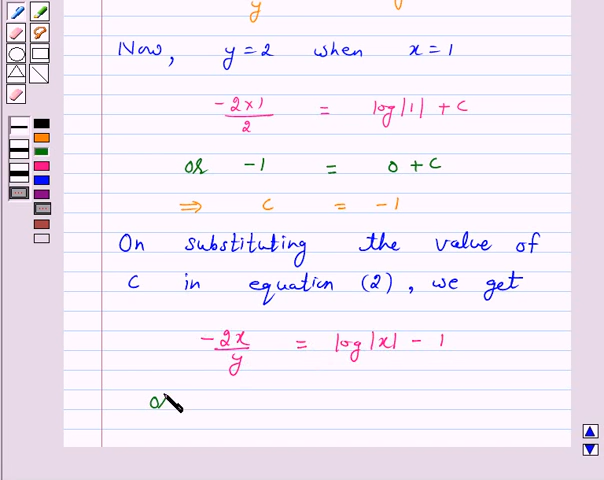 y
Now, y = 2 when x = 1
-2×1/2 = log|1| + C
or -1 = 0 + C
⇒ C = -1
On substituting the value of
C in equation (2), we get
-2x/y = log|x| - 1
or